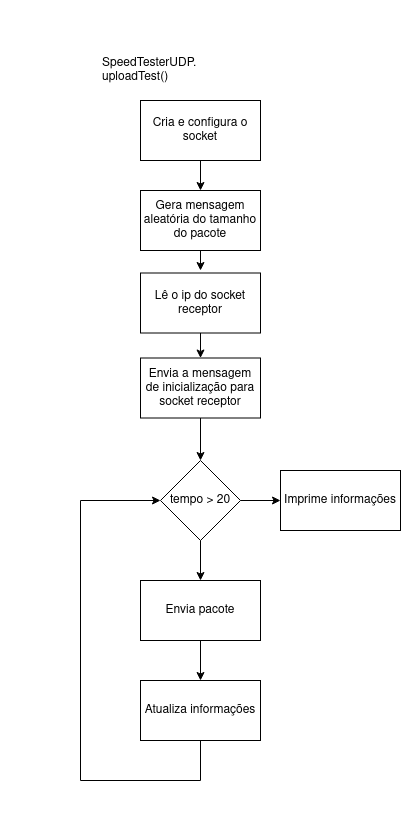 SpeedTesterUDP.
uploadTest()
Cria e configura o
socket
Gera mensagem
aleatória do tamanho
do pacote
Lê o ip do socket
receptor
Envia a mensagem
de inicialização para
socket receptor
tempo > 20
Imprime informações
Envia pacote
Atualiza informações